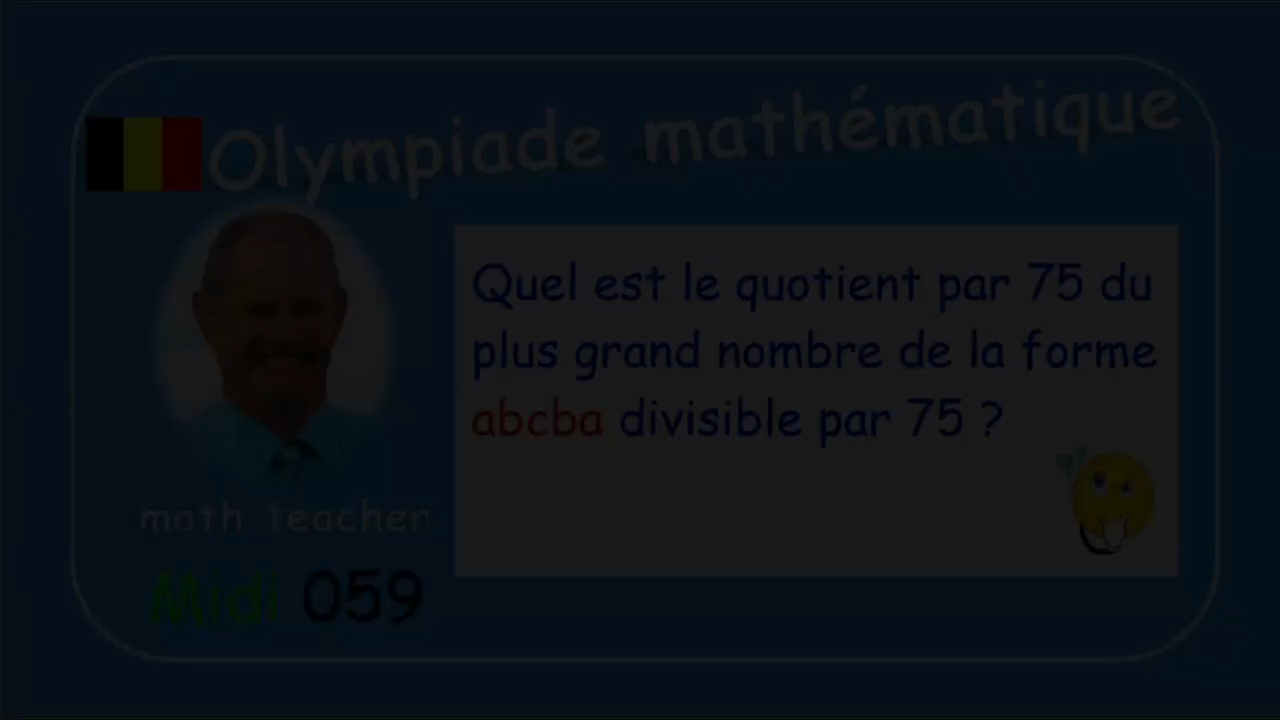 Olympiade mathématique
Quel est le quotient par 75 du
plus grand nombre de la forme
abcba divisible par 75 ?
math teacher
Midi 059